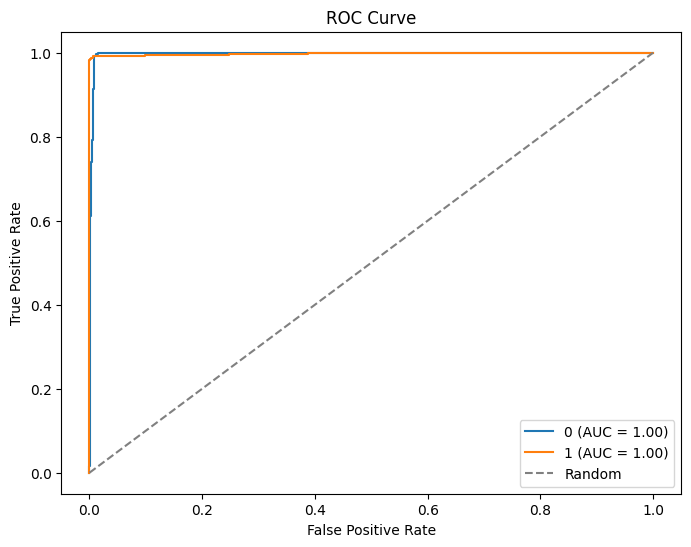 ROC Curve
True Positive Rate
1.0
0.8
0.6
0.4
0.2
0.0
0 (AUC = 1.00)
1 (AUC = 1.00)
Random
0.0 0.2 0.4 0.6 0.8 1.0
False Positive Rate